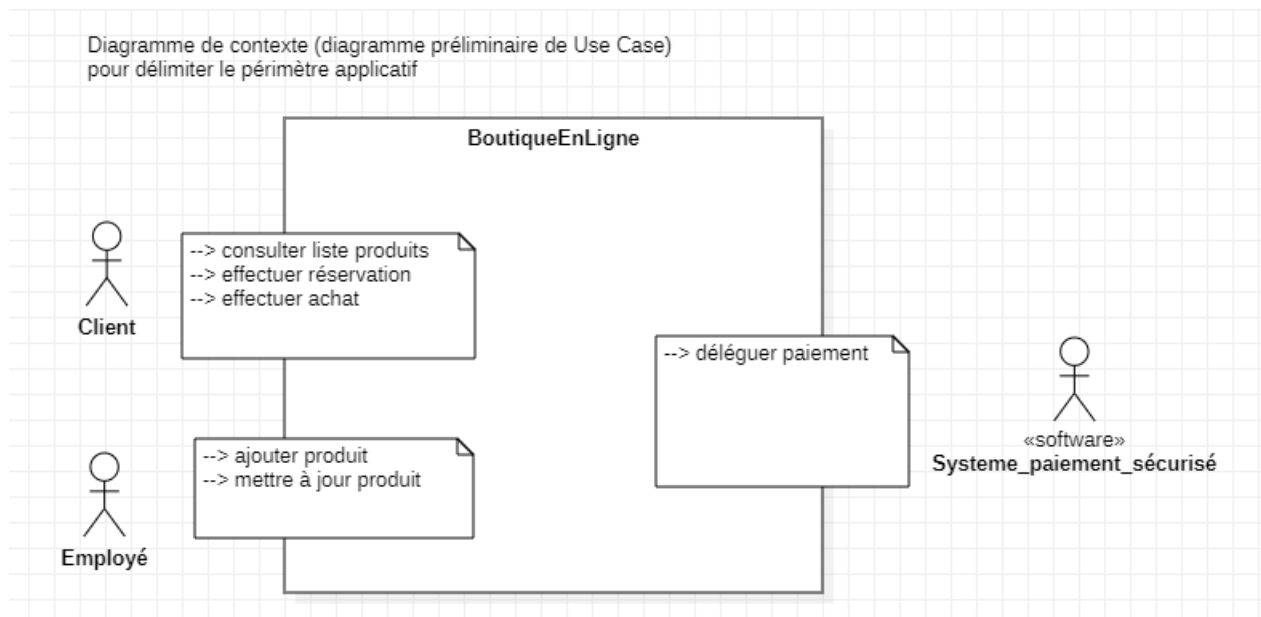 Diagramme de contexte (diagramme préliminaire de Use Case)
pour délimiter le périmètre applicatif
BoutiqueEnLigne
--> consulter liste produits
--> effectuer réservation
--> effectuer achat
Client
--> déléguer paiement
«software»
Systeme_paiement_sécurisé
--> ajouter produit
--> mettre à jour produit
Employé